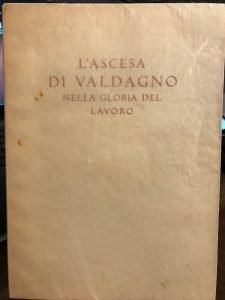 L'ASCESA
DI VALDAGNO
NELLA GLORIA DEL
LAVORO